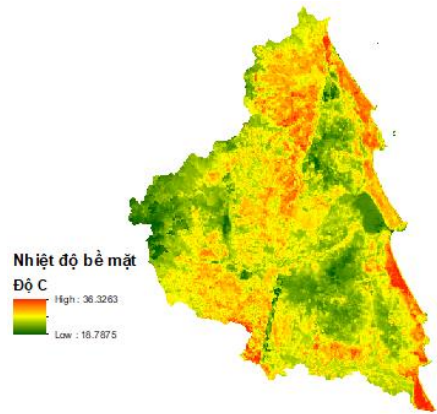 Nhiệt độ bề mặt
Độ C
High : 36.3263
Low : 18.7875